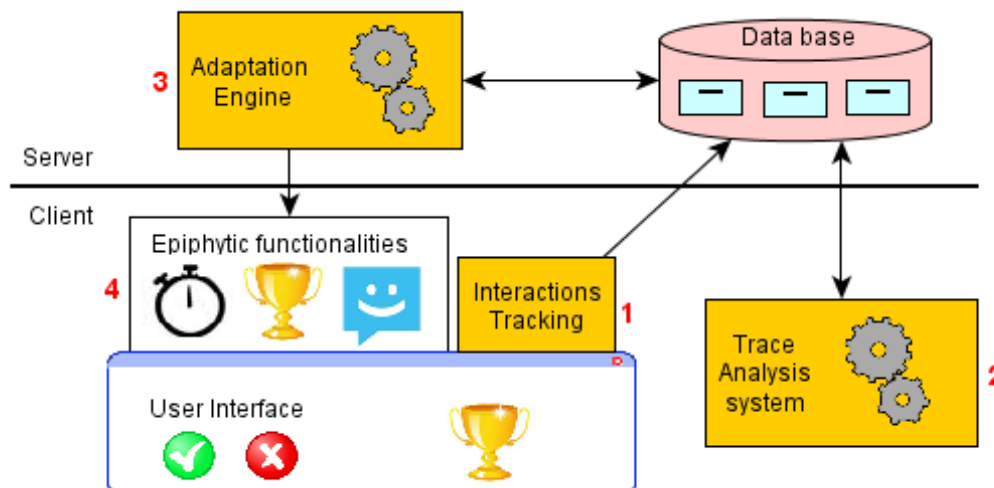 3
Adaptation
Engine
Data base
Server
Client
Epiphytic functionalities
4
Interactions
Tracking
1
Trace
Analysis
system
2
User Interface